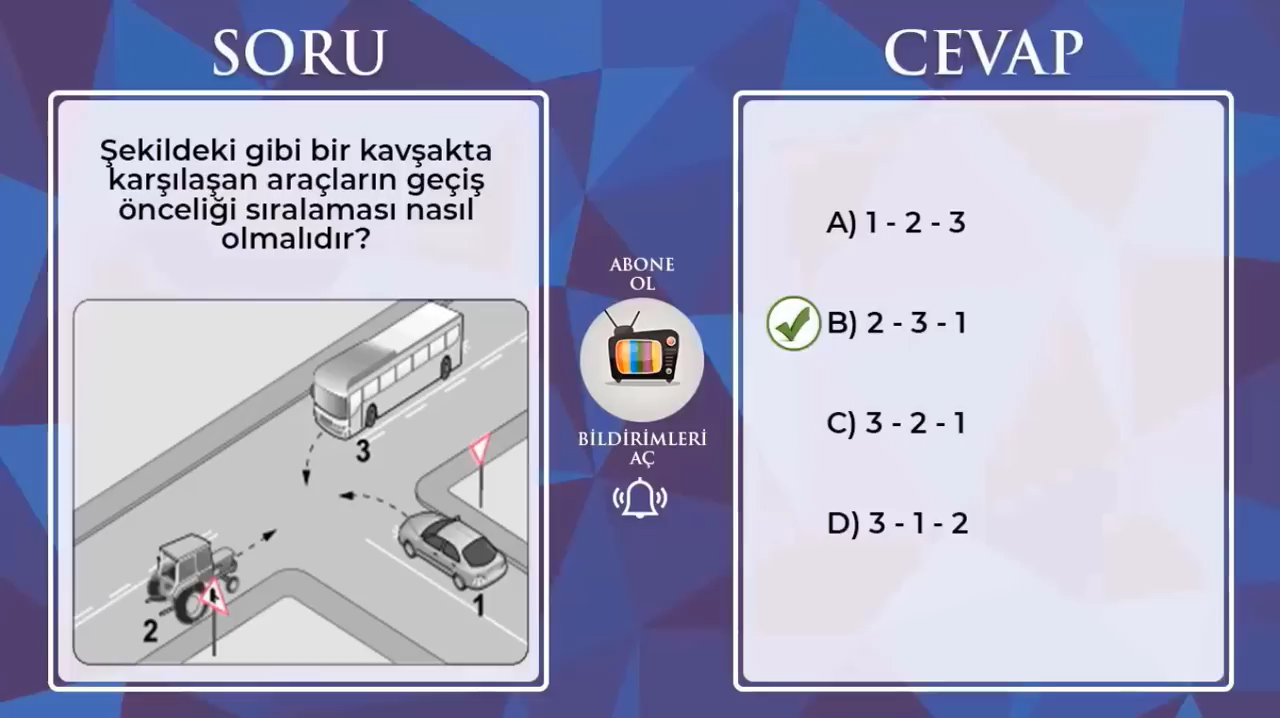 SORU
Şekildeki gibi bir kavşakta
karşılaşan araçların geçiş
önceliği sıralaması nasıl
olmalıdır?
3
2
1
ABONE
OL
BİLDİRİMLERİ
AÇ
CEVAP
A) 1 - 2 - 3
B) 2 - 3 - 1
C) 3 - 2 - 1
D) 3 - 1 - 2